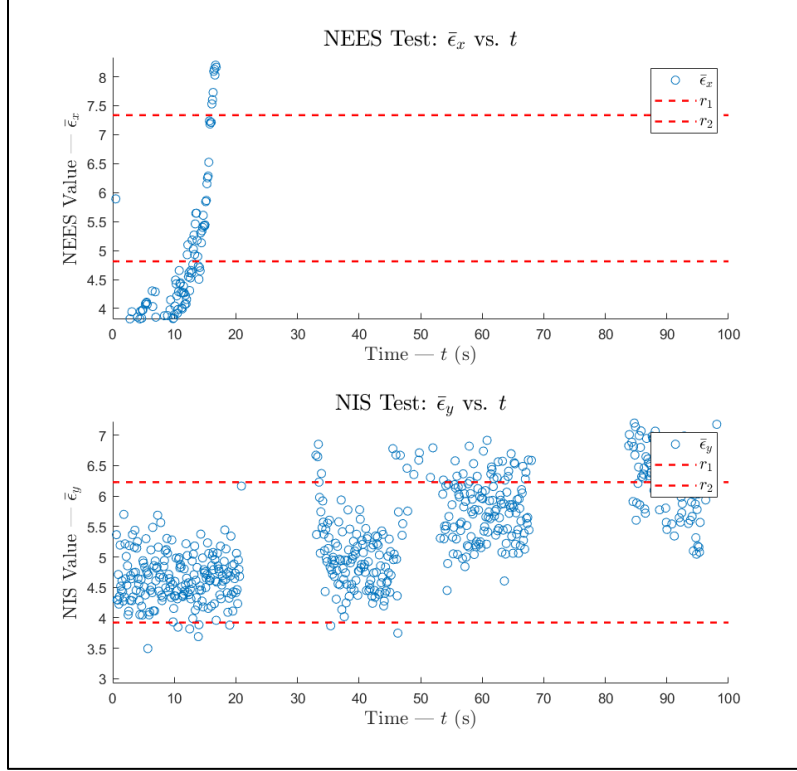 NEES Test: ε̄ₓ vs. t
NEES Value — ε̄ₓ
8
7.5
7
6.5
6
5.5
5
4.5
4
0 10 20 30 40 50 60 70 80 90 100
Time — t (s)
ε̄ₓ
r₁
r₂
NIS Test: ε̄ᵧ vs. t
NIS Value — ε̄ᵧ
7
6.5
6
5.5
5
4.5
4
3.5
3
0 10 20 30 40 50 60 70 80 90 100
Time — t (s)
ε̄ᵧ
r₁
r₂